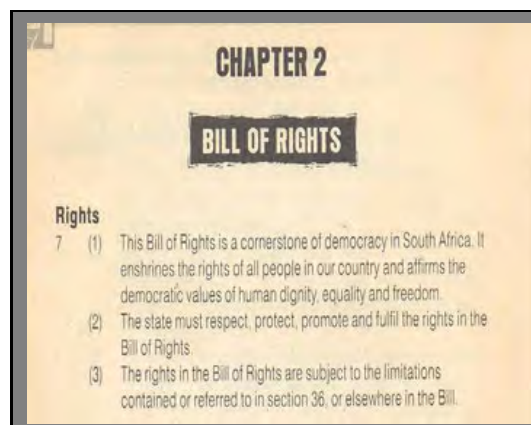 CHAPTER 2
BILL OF RIGHTS
Rights
7 (1) This Bill of Rights is a cornerstone of democracy in South Africa. It
enshrines the rights of all people in our country and affirms the
democratic values of human dignity, equality and freedom.
(2) The state must respect, protect, promote and fulfil the rights in the
Bill of Rights.
(3) The rights in the Bill of Rights are subject to the limitations
contained or referred to in section 36, or elsewhere in the Bill.